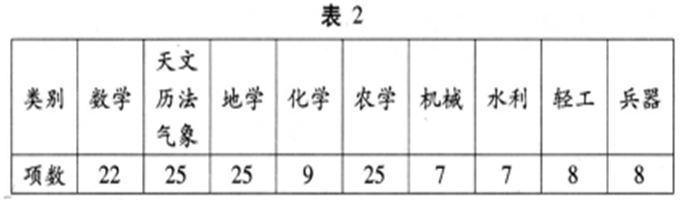 表 2
类别 数学 天文历法气象 地学 化学 农学 机械 水利 轻工 兵器
项数 22 25 25 9 25 7 7 8 8